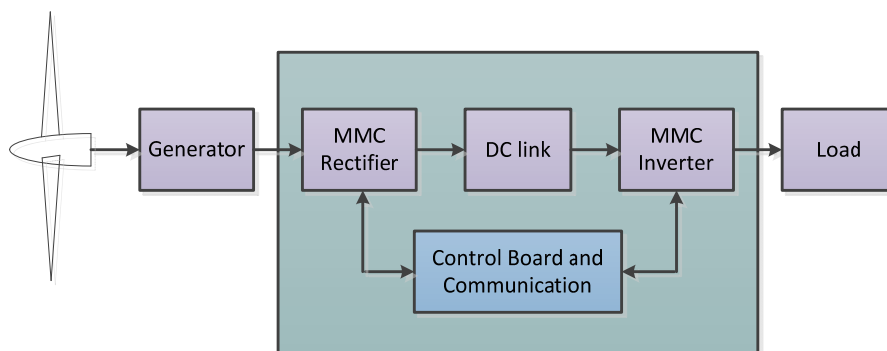 Generator
MMC
Rectifier
DC link
MMC
Inverter
Load
Control Board and
Communication